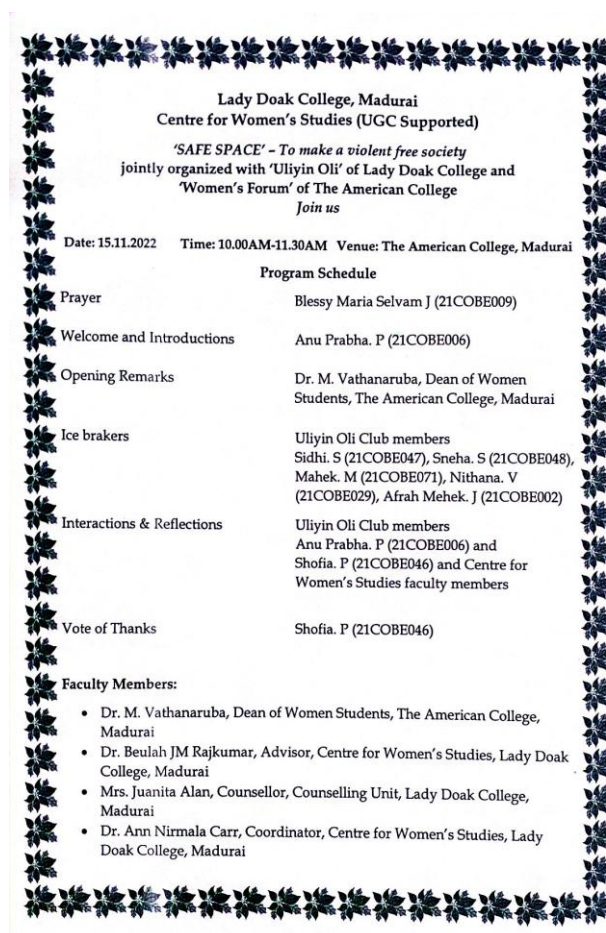 Lady Doak College, Madurai
Centre for Women's Studies (UGC Supported)
'SAFE SPACE' – To make a violent free society
jointly organized with 'Uliyin Oli' of Lady Doak College and
'Women's Forum' of The American College
Join us
Date: 15.11.2022 Time: 10.00AM-11.30AM Venue: The American College, Madurai
Program Schedule
Prayer Blessy Maria Selvam J (21COBE009)
Welcome and Introductions Anu Prabha. P (21COBE006)
Opening Remarks Dr. M. Vathanaruba, Dean of Women
Students, The American College, Madurai
Ice brakers Uliyin Oli Club members
Sidhi. S (21COBE047), Sneha. S (21COBE048),
Mahek. M (21COBE071), Nithana. V
(21COBE029), Afrah Mehek. J (21COBE002)
Interactions & Reflections Uliyin Oli Club members
Anu Prabha. P (21COBE006) and
Shofia. P (21COBE046) and Centre for
Women's Studies faculty members
Vote of Thanks Shofia. P (21COBE046)
Faculty Members:
• Dr. M. Vathanaruba, Dean of Women Students, The American College,
Madurai
• Dr. Beulah JM Rajkumar, Advisor, Centre for Women's Studies, Lady Doak
College, Madurai
• Mrs. Juanita Alan, Counsellor, Counselling Unit, Lady Doak College,
Madurai
• Dr. Ann Nirmala Carr, Coordinator, Centre for Women's Studies, Lady
Doak College, Madurai